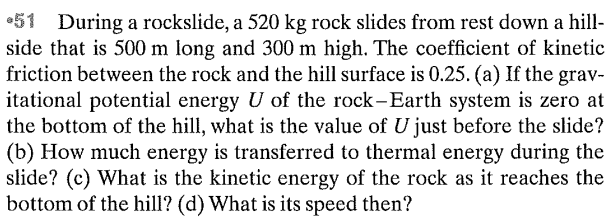 •51 During a rockslide, a 520 kg rock slides from rest down a hill-
side that is 500 m long and 300 m high. The coefficient of kinetic
friction between the rock and the hill surface is 0.25. (a) If the grav-
itational potential energy U of the rock–Earth system is zero at
the bottom of the hill, what is the value of U just before the slide?
(b) How much energy is transferred to thermal energy during the
slide? (c) What is the kinetic energy of the rock as it reaches the
bottom of the hill? (d) What is its speed then?